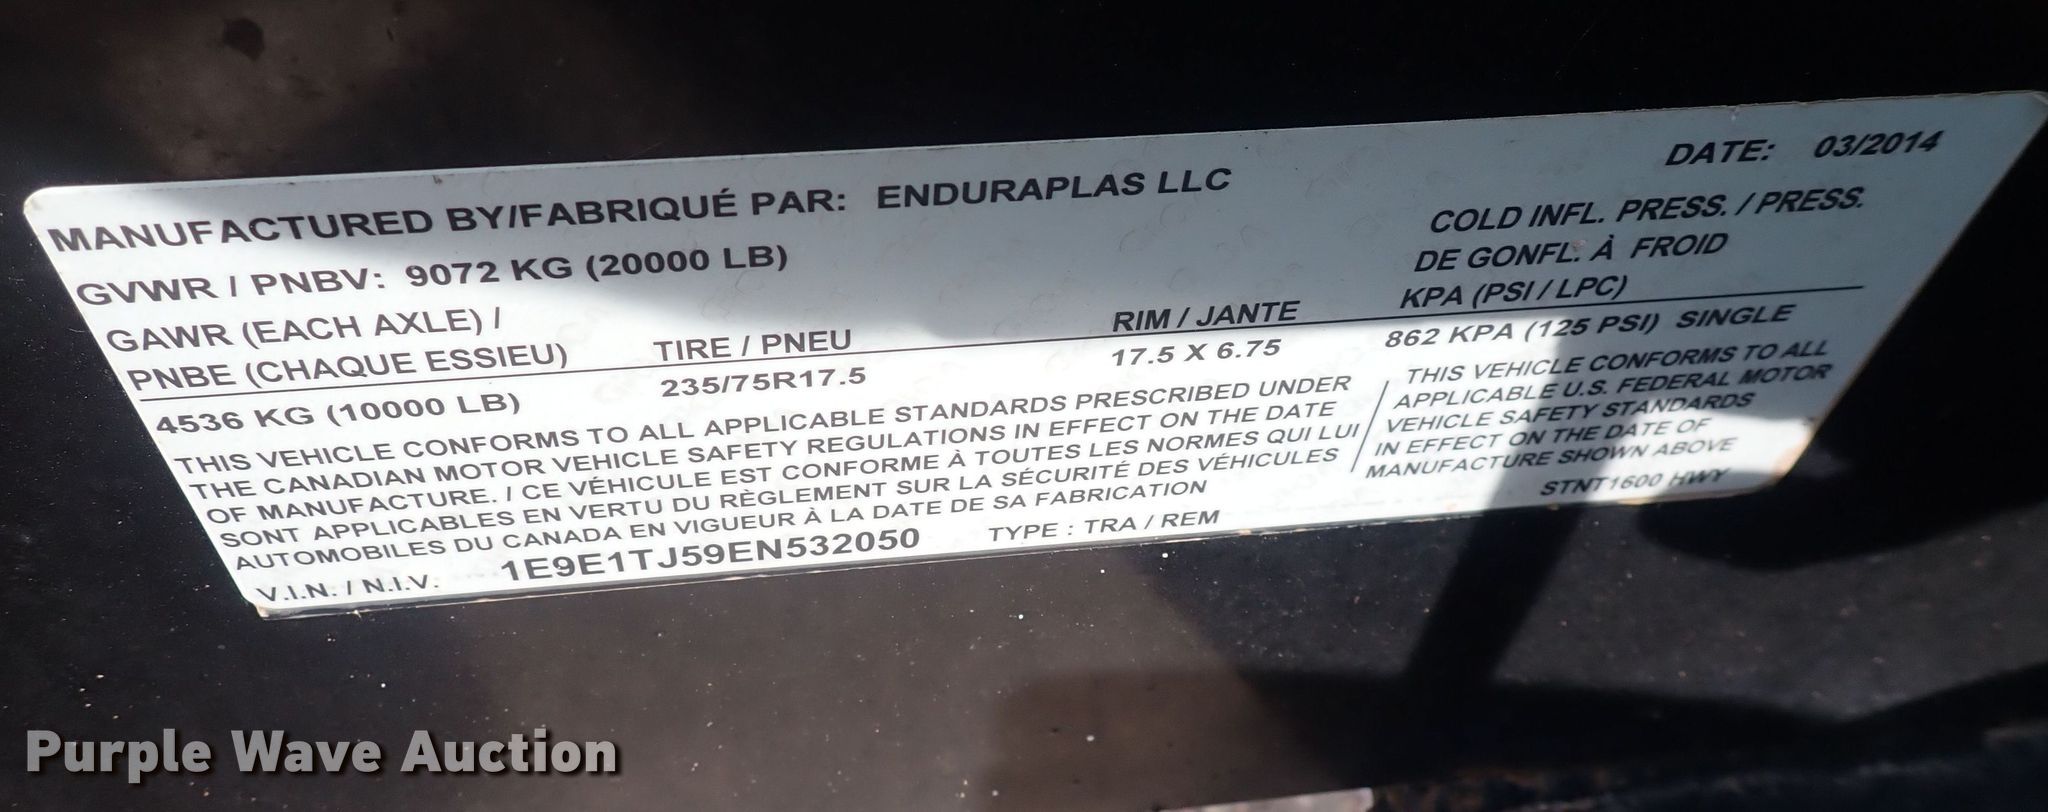 DATE: 03/2014
MANUFACTURED BY/FABRIQUÉ PAR: ENDURAPLAS LLC
COLD INFL. PRESS. / PRESS.
GVWR / PNBV: 9072 KG (20000 LB)
DE GONFL. À FROID
GAWR (EACH AXLE) /
KPA (PSI / LPC)
PNBE (CHAQUE ESSIEU) TIRE / PNEU RIM / JANTE
4536 KG (10000 LB) 235/75R17.5 17.5 X 6.75 862 KPA (125 PSI) SINGLE
THIS VEHICLE CONFORMS TO ALL APPLICABLE STANDARDS PRESCRIBED UNDER
THE CANADIAN MOTOR VEHICLE SAFETY REGULATIONS IN EFFECT ON THE DATE
OF MANUFACTURE. / CE VÉHICULE EST CONFORME À TOUTES LES NORMES QUI LUI
SONT APPLICABLES EN VERTU DU RÈGLEMENT SUR LA SÉCURITÉ DES VÉHICULES
AUTOMOBILES DU CANADA EN VIGUEUR À LA DATE DE SA FABRICATION
/ THIS VEHICLE CONFORMS TO ALL
APPLICABLE U.S. FEDERAL MOTOR
VEHICLE SAFETY STANDARDS
IN EFFECT ON THE DATE OF
MANUFACTURE SHOWN ABOVE
V.I.N. / N.I.V. 1E9E1TJ59EN532050 TYPE : TRA / REM STNT1600 HWY
Purple Wave Auction